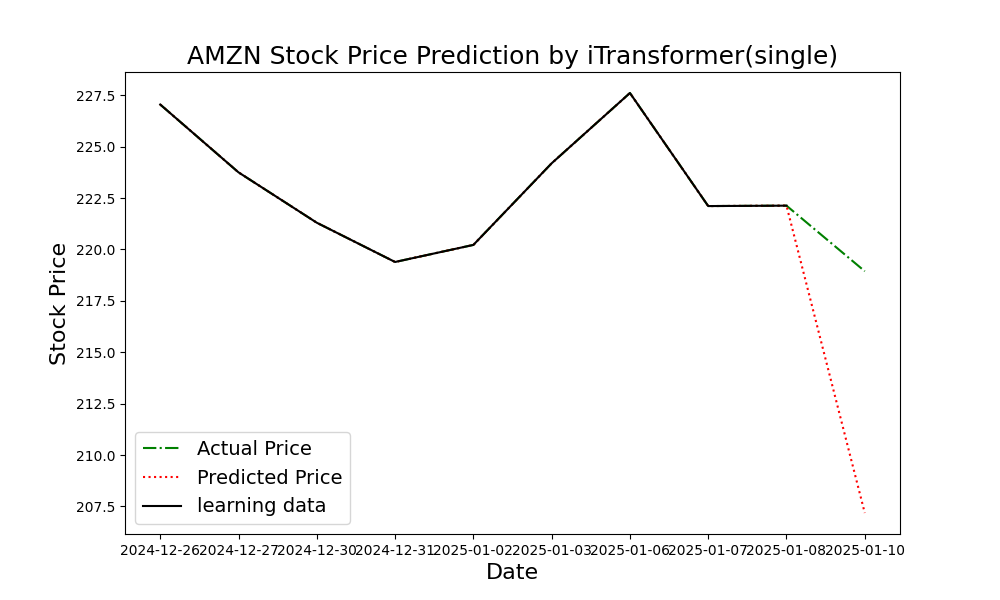 AMZN Stock Price Prediction by iTransformer(single)
227.5
225.0
222.5
220.0
217.5
215.0
212.5
210.0
207.5
Stock Price
Actual Price
Predicted Price
learning data
2024-12-26 2024-12-27 2024-12-30 2024-12-31 2025-01-02 2025-01-03 2025-01-06 2025-01-07 2025-01-08 2025-01-10
Date